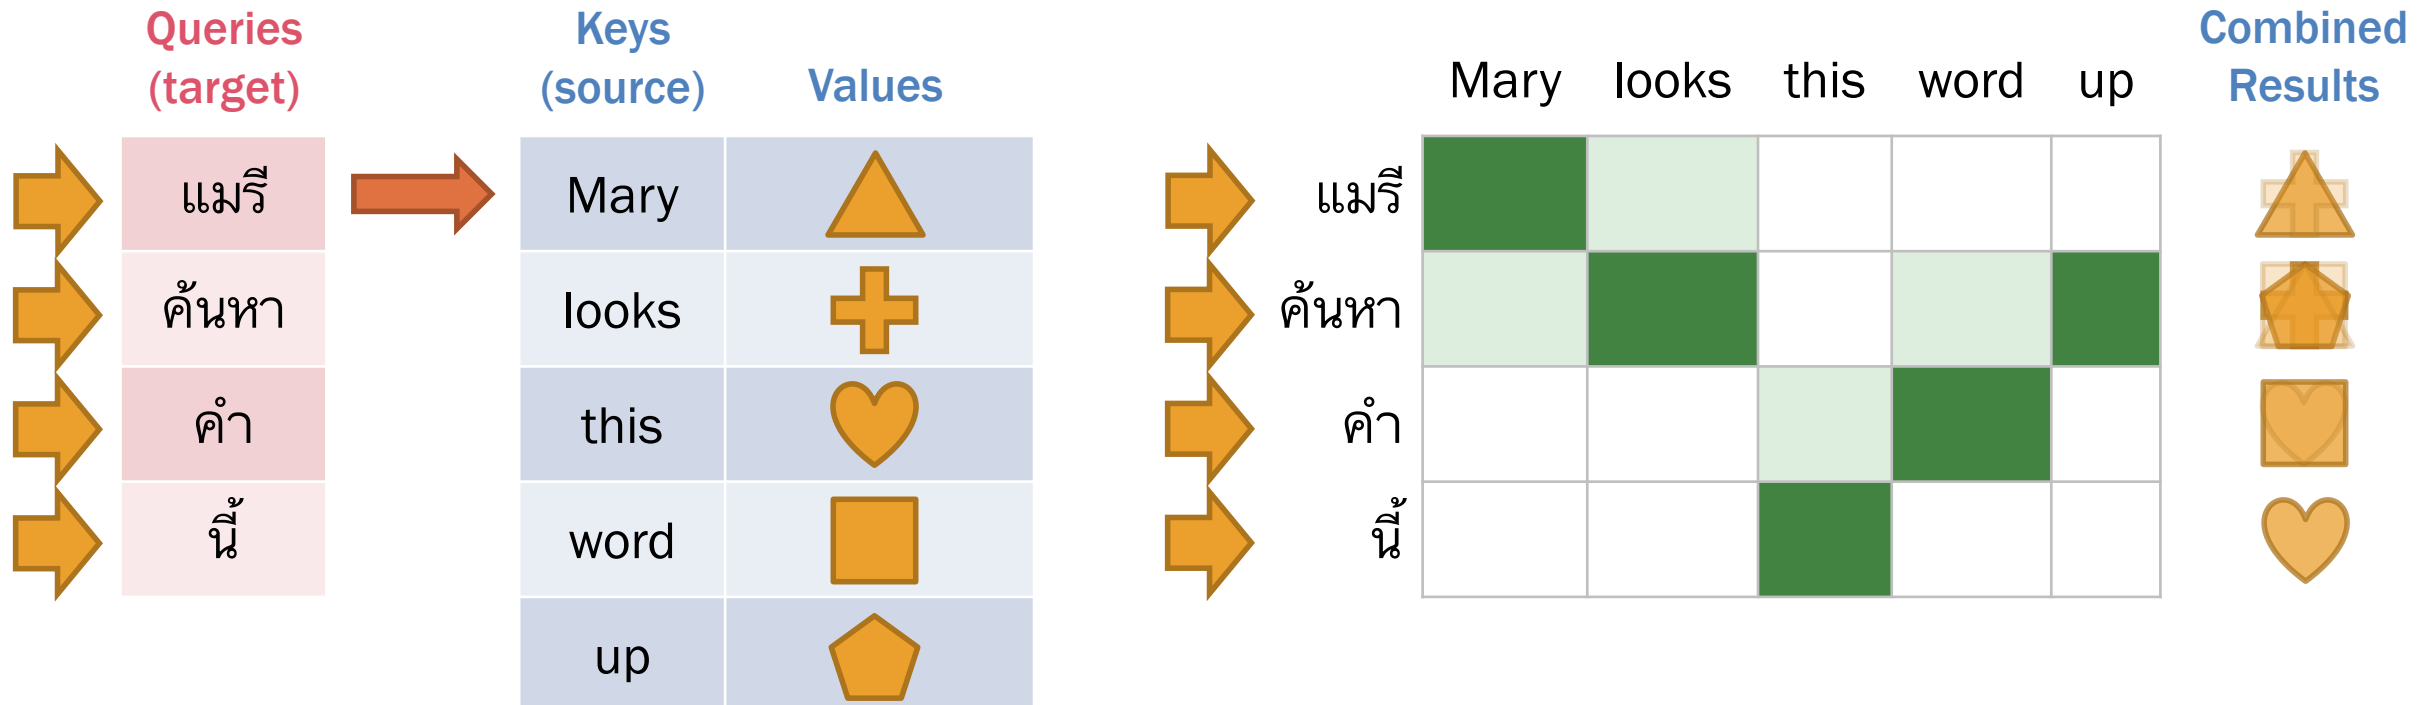 Queries
(target)
Keys
(source)
Values
แมรี
Mary
ค้นหา
looks
คำ
this
นี้
word
up
Mary looks this word up
Combined
Results
แมรี
ค้นหา
คำ
นี้